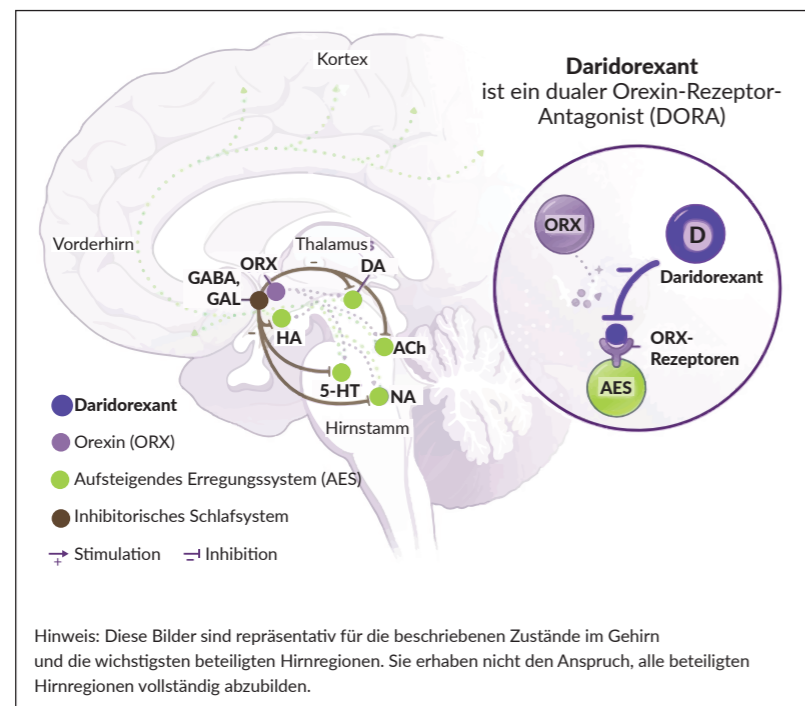 Kortex
Daridorexant
ist ein dualer Orexin-Rezeptor-
Antagonist (DORA)
Vorderhirn
Thalamus
ORX
DA
GABA,
GAL
HA
ACh
5-HT
NA
Hirnstamm
ORX
D
Daridorexant
ORX-
Rezeptoren
AES
Daridorexant
Orexin (ORX)
Aufsteigendes Erregungssystem (AES)
Inhibitorisches Schlafsystem
+ Stimulation
– Inhibition
Hinweis: Diese Bilder sind repräsentativ für die beschriebenen Zustände im Gehirn
und die wichstigsten beteiligten Hirnregionen. Sie erhaben nicht den Anspruch, alle beteiligten
Hirnregionen vollständig abzubilden.